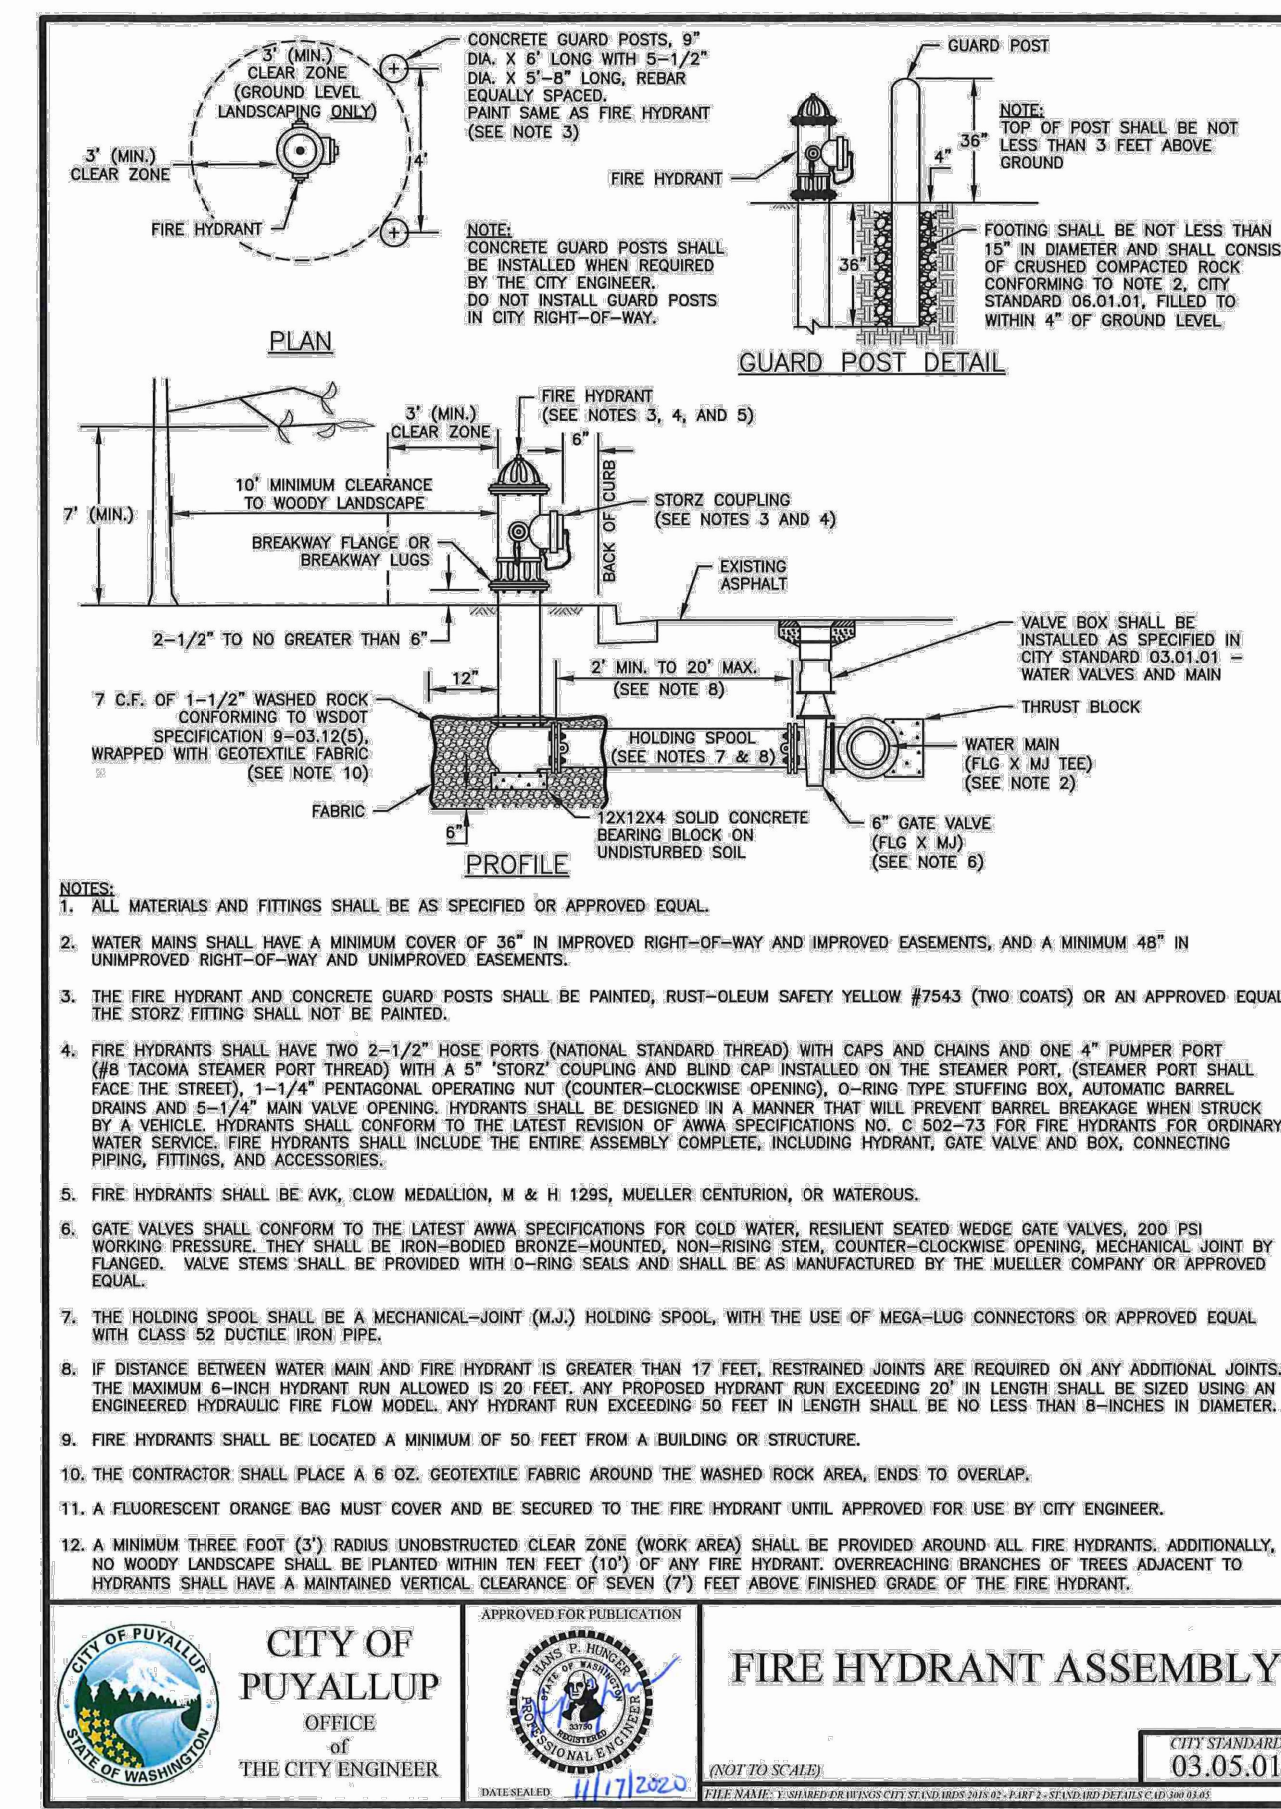 3' (MIN.)
CLEAR ZONE
(GROUND LEVEL
LANDSCAPING ONLY)
3' (MIN.)
CLEAR ZONE
FIRE HYDRANT
4'
CONCRETE GUARD POSTS, 9"
DIA. X 6' LONG WITH 5-1/2"
DIA. X 5'-8" LONG, REBAR
EQUALLY SPACED.
PAINT SAME AS FIRE HYDRANT
(SEE NOTE 3)
NOTE:
CONCRETE GUARD POSTS SHALL
BE INSTALLED WHEN REQUIRED
BY THE CITY ENGINEER.
DO NOT INSTALL GUARD POSTS
IN CITY RIGHT-OF-WAY.
PLAN
GUARD POST
FIRE HYDRANT
36"
4"
36"
NOTE:
TOP OF POST SHALL BE NOT
LESS THAN 3 FEET ABOVE
GROUND
FOOTING SHALL BE NOT LESS THAN
15" IN DIAMETER AND SHALL CONSIS
OF CRUSHED COMPACTED ROCK
CONFORMING TO NOTE 2, CITY
STANDARD 06.01.01, FILLED TO
WITHIN 4" OF GROUND LEVEL
GUARD POST DETAIL
3' (MIN.)
CLEAR ZONE
FIRE HYDRANT
(SEE NOTES 3, 4, AND 5)
6"
BACK OF CURB
10' MINIMUM CLEARANCE
TO WOODY LANDSCAPE
7' (MIN.)
STORZ COUPLING
(SEE NOTES 3 AND 4)
BREAKWAY FLANGE OR
BREAKWAY LUGS
EXISTING
ASPHALT
2-1/2" TO NO GREATER THAN 6"
VALVE BOX SHALL BE
INSTALLED AS SPECIFIED IN
CITY STANDARD 03.01.01 -
WATER VALVES AND MAIN
12"
2' MIN. TO 20' MAX.
(SEE NOTE 8)
7 C.F. OF 1-1/2" WASHED ROCK
CONFORMING TO WSDOT
SPECIFICATION 9-03.12(5),
WRAPPED WITH GEOTEXTILE FABRIC
(SEE NOTE 10)
THRUST BLOCK
HOLDING SPOOL
(SEE NOTES 7 & 8)
WATER MAIN
(FLG X MJ TEE)
(SEE NOTE 2)
FABRIC
6"
12X12X4 SOLID CONCRETE
BEARING BLOCK ON
UNDISTURBED SOIL
6" GATE VALVE
(FLG X MJ)
(SEE NOTE 6)
PROFILE
NOTES:
1. ALL MATERIALS AND FITTINGS SHALL BE AS SPECIFIED OR APPROVED EQUAL.
2. WATER MAINS SHALL HAVE A MINIMUM COVER OF 36" IN IMPROVED RIGHT-OF-WAY AND IMPROVED EASEMENTS, AND A MINIMUM 48" IN
UNIMPROVED RIGHT-OF-WAY AND UNIMPROVED EASEMENTS.
3. THE FIRE HYDRANT AND CONCRETE GUARD POSTS SHALL BE PAINTED, RUST-OLEUM SAFETY YELLOW #7543 (TWO COATS) OR AN APPROVED EQUAL
THE STORZ FITTING SHALL NOT BE PAINTED.
4. FIRE HYDRANTS SHALL HAVE TWO 2-1/2" HOSE PORTS (NATIONAL STANDARD THREAD) WITH CAPS AND CHAINS AND ONE 4" PUMPER PORT
(#8 TACOMA STEAMER PORT THREAD) WITH A 5" 'STORZ' COUPLING AND BLIND CAP INSTALLED ON THE STEAMER PORT, (STEAMER PORT SHALL
FACE THE STREET), 1-1/4" PENTAGONAL OPERATING NUT (COUNTER-CLOCKWISE OPENING), O-RING TYPE STUFFING BOX, AUTOMATIC BARREL
DRAINS AND 5-1/4" MAIN VALVE OPENING. HYDRANTS SHALL BE DESIGNED IN A MANNER THAT WILL PREVENT BARREL BREAKAGE WHEN STRUCK
BY A VEHICLE. HYDRANTS SHALL CONFORM TO THE LATEST REVISION OF AWWA SPECIFICATIONS NO. C 502-73 FOR FIRE HYDRANTS FOR ORDINARY
WATER SERVICE. FIRE HYDRANTS SHALL INCLUDE THE ENTIRE ASSEMBLY COMPLETE, INCLUDING HYDRANT, GATE VALVE AND BOX, CONNECTING
PIPING, FITTINGS, AND ACCESSORIES.
5. FIRE HYDRANTS SHALL BE AVK, CLOW MEDALLION, M & H 129S, MUELLER CENTURION, OR WATEROUS.
6. GATE VALVES SHALL CONFORM TO THE LATEST AWWA SPECIFICATIONS FOR COLD WATER, RESILIENT SEATED WEDGE GATE VALVES, 200 PSI
WORKING PRESSURE. THEY SHALL BE IRON-BODIED BRONZE-MOUNTED, NON-RISING STEM, COUNTER-CLOCKWISE OPENING, MECHANICAL JOINT BY
FLANGED. VALVE STEMS SHALL BE PROVIDED WITH O-RING SEALS AND SHALL BE AS MANUFACTURED BY THE MUELLER COMPANY OR APPROVED
EQUAL.
7. THE HOLDING SPOOL SHALL BE A MECHANICAL-JOINT (M.J.) HOLDING SPOOL, WITH THE USE OF MEGA-LUG CONNECTORS OR APPROVED EQUAL
WITH CLASS 52 DUCTILE IRON PIPE.
8. IF DISTANCE BETWEEN WATER MAIN AND FIRE HYDRANT IS GREATER THAN 17 FEET, RESTRAINED JOINTS ARE REQUIRED ON ANY ADDITIONAL JOINTS.
THE MAXIMUM 6-INCH HYDRANT RUN ALLOWED IS 20 FEET. ANY PROPOSED HYDRANT RUN EXCEEDING 20' IN LENGTH SHALL BE SIZED USING AN
ENGINEERED HYDRAULIC FIRE FLOW MODEL. ANY HYDRANT RUN EXCEEDING 50 FEET IN LENGTH SHALL BE NO LESS THAN 8-INCHES IN DIAMETER.
9. FIRE HYDRANTS SHALL BE LOCATED A MINIMUM OF 50 FEET FROM A BUILDING OR STRUCTURE.
10. THE CONTRACTOR SHALL PLACE A 6 OZ. GEOTEXTILE FABRIC AROUND THE WASHED ROCK AREA, ENDS TO OVERLAP.
11. A FLUORESCENT ORANGE BAG MUST COVER AND BE SECURED TO THE FIRE HYDRANT UNTIL APPROVED FOR USE BY CITY ENGINEER.
12. A MINIMUM THREE FOOT (3') RADIUS UNOBSTRUCTED CLEAR ZONE (WORK AREA) SHALL BE PROVIDED AROUND ALL FIRE HYDRANTS. ADDITIONALLY,
NO WOODY LANDSCAPE SHALL BE PLANTED WITHIN TEN FEET (10') OF ANY FIRE HYDRANT. OVERREACHING BRANCHES OF TREES ADJACENT TO
HYDRANTS SHALL HAVE A MAINTAINED VERTICAL CLEARANCE OF SEVEN (7') FEET ABOVE FINISHED GRADE OF THE FIRE HYDRANT.
CITY OF PUYALLUP
STATE OF WASHINGTON
CITY OF
PUYALLUP
OFFICE
of
THE CITY ENGINEER
APPROVED FOR PUBLICATION
HANS P. HUNGER
STATE OF WASHINGTON
33750
REGISTERED
PROFESSIONAL ENGINEER
DATE SEALED 11/17/2020
FIRE HYDRANT ASSEMBLY
(NOT TO SCALE)
CITY STANDARD
03.05.01
FILE NAME: Y:\SHARED DRAWINGS\CITY STANDARDS\2018\02 - PART 2 - STANDARD DETAILS\CAD\300\03.05